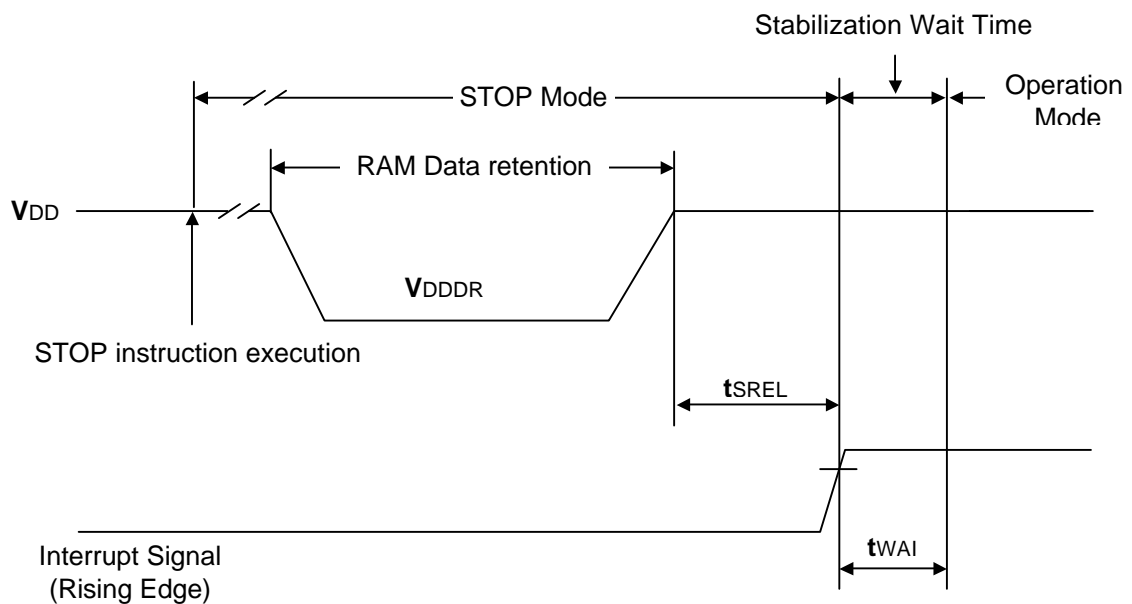 Stabilization Wait Time
STOP Mode
Operation
Mode
RAM Data retention
VDD
VDDDR
STOP instruction execution
tSREL
Interrupt Signal
(Rising Edge)
tWAI